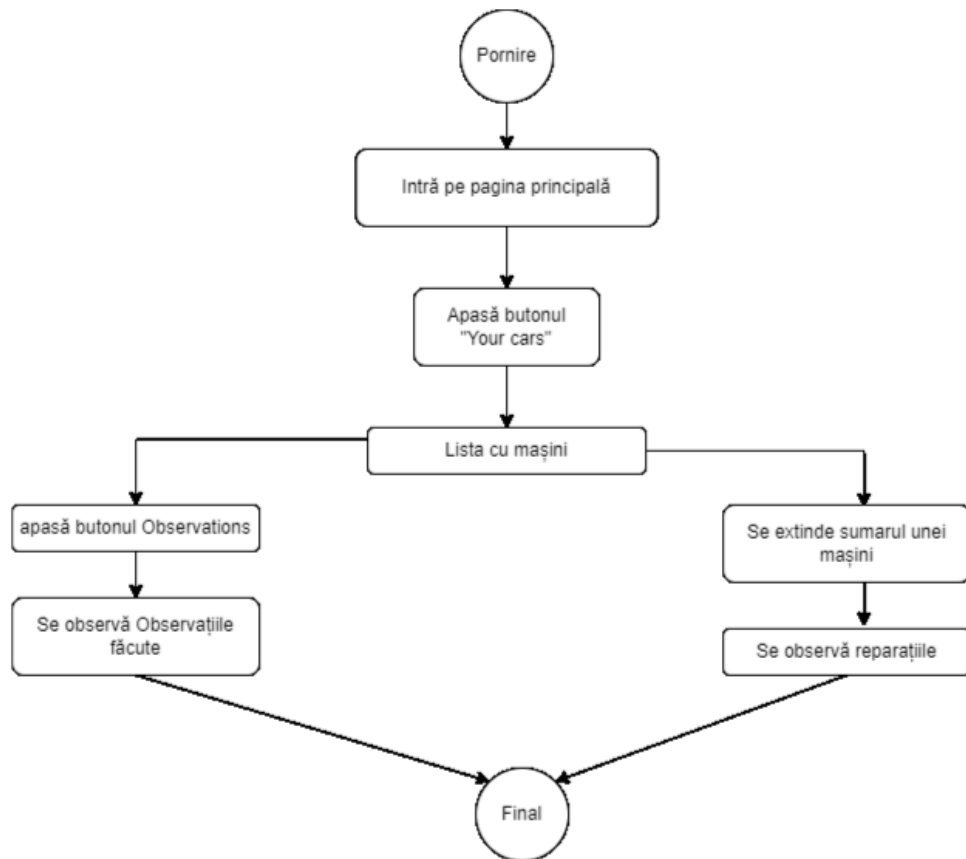 Pornire
Intră pe pagina principală
Apasă butonul
"Your cars"
Lista cu mașini
apasă butonul Observations
Se observă Observațiile
făcute
Se extinde sumarul unei
mașini
Se observă reparațiile
Final